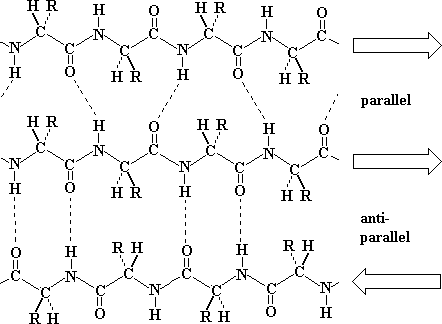 H R H O H R H O
C N C C N C
N C C N C C
H O H R H O H R
parallel
H R H O H R H O
C N C C N C
N C C N C C
H O H R H O H R
anti-
parallel
O H R H O H R H
C N C C N C
C C N C C N
R H O H R H O H